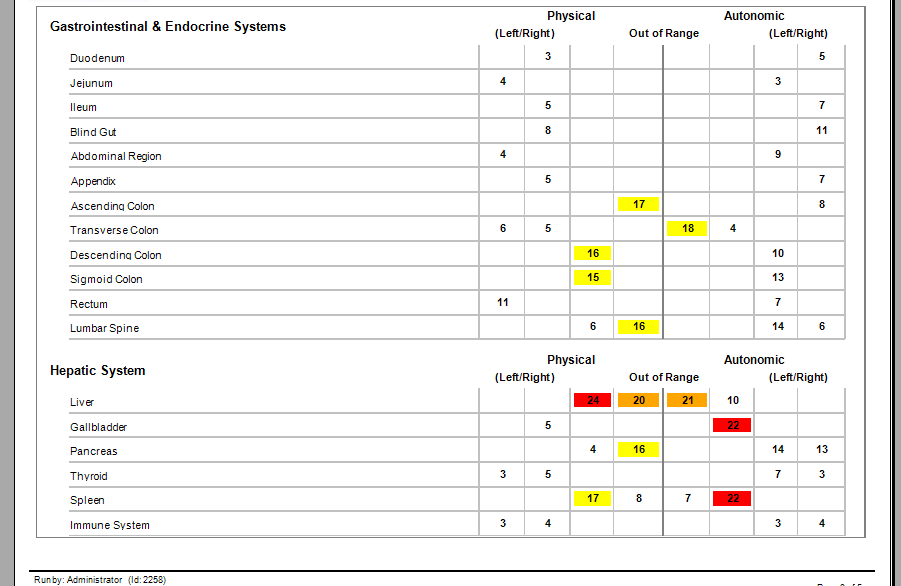 Physical Autonomic
Gastrointestinal & Endocrine Systems
(Left/Right) Out of Range (Left/Right)
Duodenum 3 5
Jejunum 4 3
Ileum 5 7
Blind Gut 8 11
Abdominal Region 4 9
Appendix 5 7
Ascending Colon 17 8
Transverse Colon 6 5 18 4
Descending Colon 16 10
Sigmoid Colon 15 13
Rectum 11 7
Lumbar Spine 6 16 14 6
Physical Autonomic
Hepatic System
(Left/Right) Out of Range (Left/Right)
Liver 24 20 21 10
Gallbladder 5 22
Pancreas 4 16 14 13
Thyroid 3 5 7 3
Spleen 17 8 7 22
Immune System 3 4 3 4
Run by: Administrator (Id: 2258)